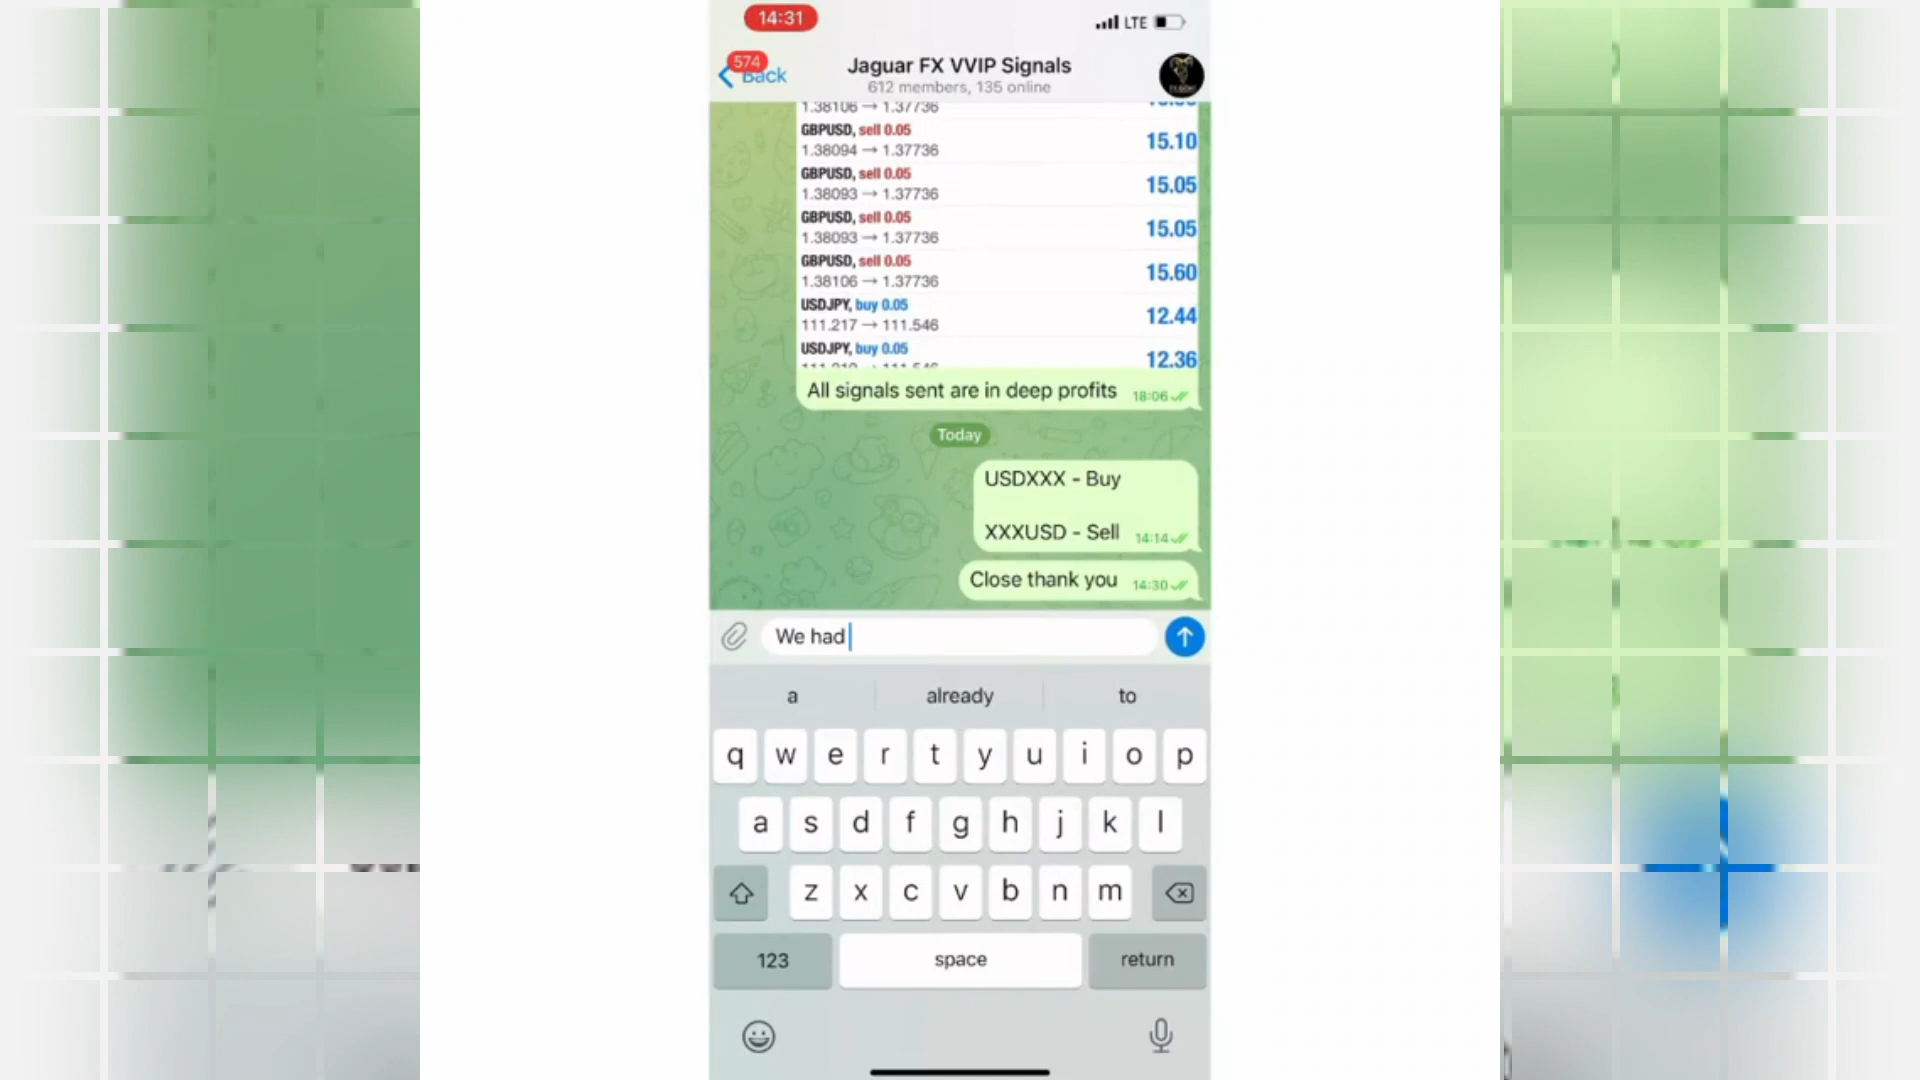 14:31
LTE
574
Back
Jaguar FX VVIP Signals
612 members, 135 online
1.38106 → 1.37736
GBPUSD, sell 0.05
15.10
1.38094 → 1.37736
GBPUSD, sell 0.05
15.05
1.38093 → 1.37736
GBPUSD, sell 0.05
15.05
1.38093 → 1.37736
GBPUSD, sell 0.05
15.60
1.38106 → 1.37736
USDJPY, buy 0.05
12.44
111.217 → 111.546
USDJPY, buy 0.05
12.36
All signals sent are in deep profits 18:06
Today
USDXXX - Buy
XXXUSD - Sell 14:14
Close thank you 14:30
We had
a already to
q w e r t y u i o p
a s d f g h j k l
z x c v b n m
123 space return